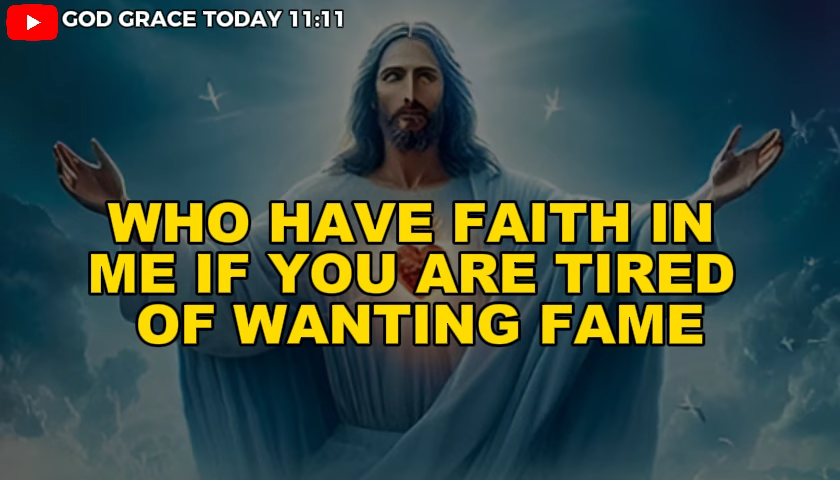 GOD GRACE TODAY 11:11
WHO HAVE FAITH IN
ME IF YOU ARE TIRED
OF WANTING FAME